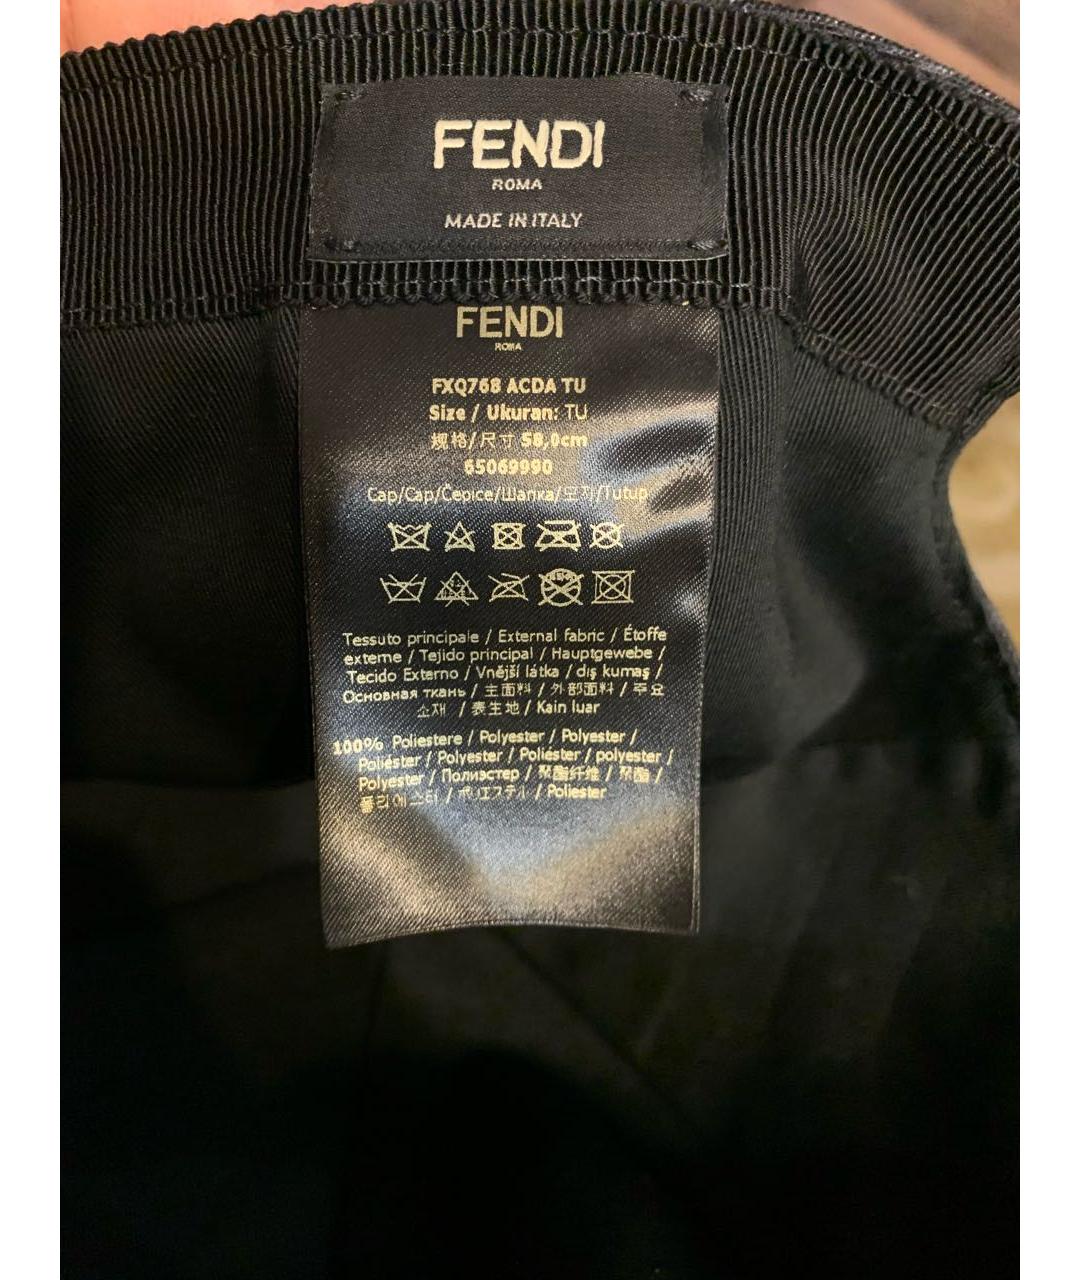 FENDI
ROMA
MADE IN ITALY
FENDI
ROMA
FXQ768 ACDA TU
Size / Ukuran: TU
规格/尺寸 58,0cm
65069990
Cap/Cap/Čepice/Шапка/모자/Tutup
Tessuto principale / External fabric / Étoffe
externe / Tejido principal / Hauptgewebe /
Tecido Externo / Vnější látka / dış kumaş /
Основная ткань / 主面料 / 外部面料 / 주요
소재 / 表生地 / Kain luar
100% Poliestere / Polyester / Polyester /
Poliéster / Polyester / Poliéster / polyester /
Polyester / Полиэстер / 聚酯纤维 / 聚酯 /
폴리에스터 / ポリエステル / Poliester